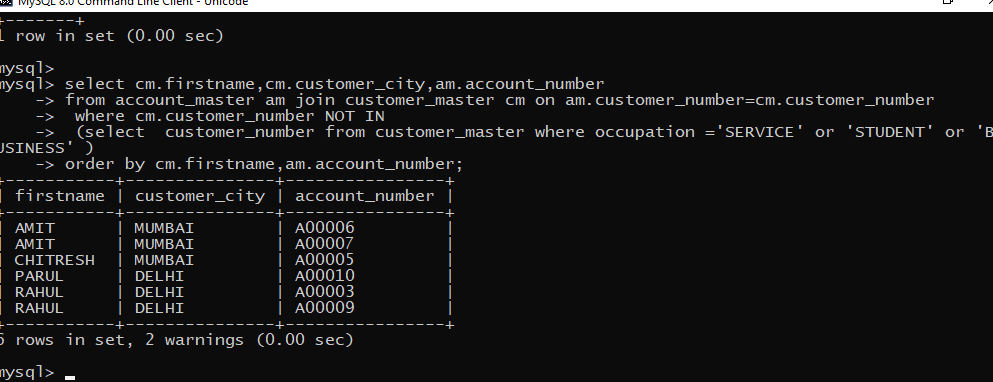 MySQL 8.0 Command Line Client - Unicode
+-------+
1 row in set (0.00 sec)
mysql>
mysql> select cm.firstname,cm.customer_city,am.account_number
    -> from account_master am join customer_master cm on am.customer_number=cm.customer_number
    ->  where cm.customer_number NOT IN
    ->  (select  customer_number from customer_master where occupation ='SERVICE' or 'STUDENT' or 'B
USINESS' )
    -> order by cm.firstname,am.account_number;
+-----------+---------------+----------------+
| firstname | customer_city | account_number |
+-----------+---------------+----------------+
| AMIT      | MUMBAI        | A00006         |
| AMIT      | MUMBAI        | A00007         |
| CHITRESH  | MUMBAI        | A00005         |
| PARUL     | DELHI         | A00010         |
| RAHUL     | DELHI         | A00003         |
| RAHUL     | DELHI         | A00009         |
+-----------+---------------+----------------+
6 rows in set, 2 warnings (0.00 sec)
mysql> _